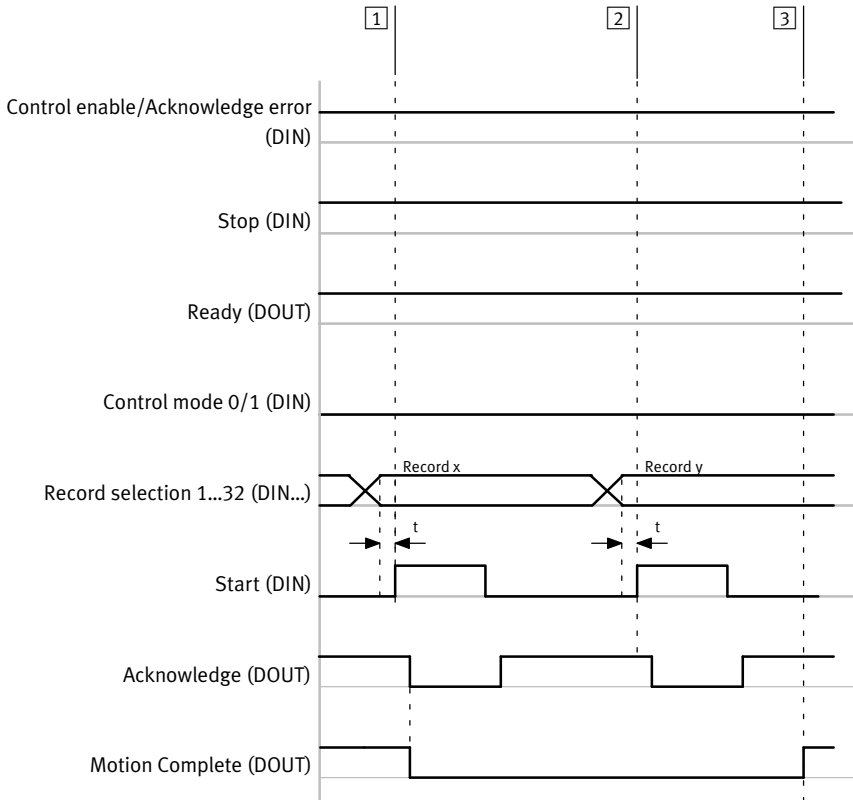 1 2 3
Control enable/Acknowledge error
(DIN)
Stop (DIN)
Ready (DOUT)
Control mode 0/1 (DIN)
Record x Record y
Record selection 1...32 (DIN...)
t t
Start (DIN)
Acknowledge (DOUT)
Motion Complete (DOUT)